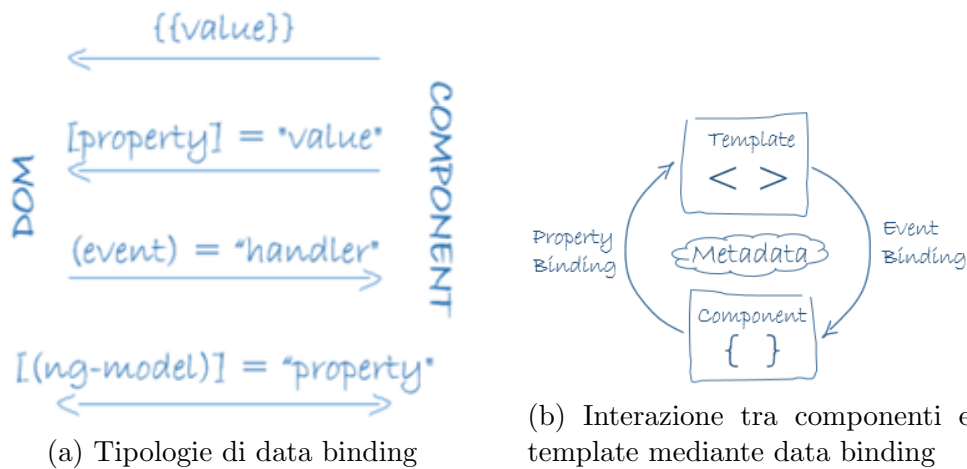 {{value}}
[property] = "value"
(event) = "handler"
[(ng-model)] = "property"
DOM
COMPONENT
(a) Tipologie di data binding
Template
< >
Property
Binding
Metadata
Event
Binding
Component
{ }
(b) Interazione tra componenti e
template mediante data binding